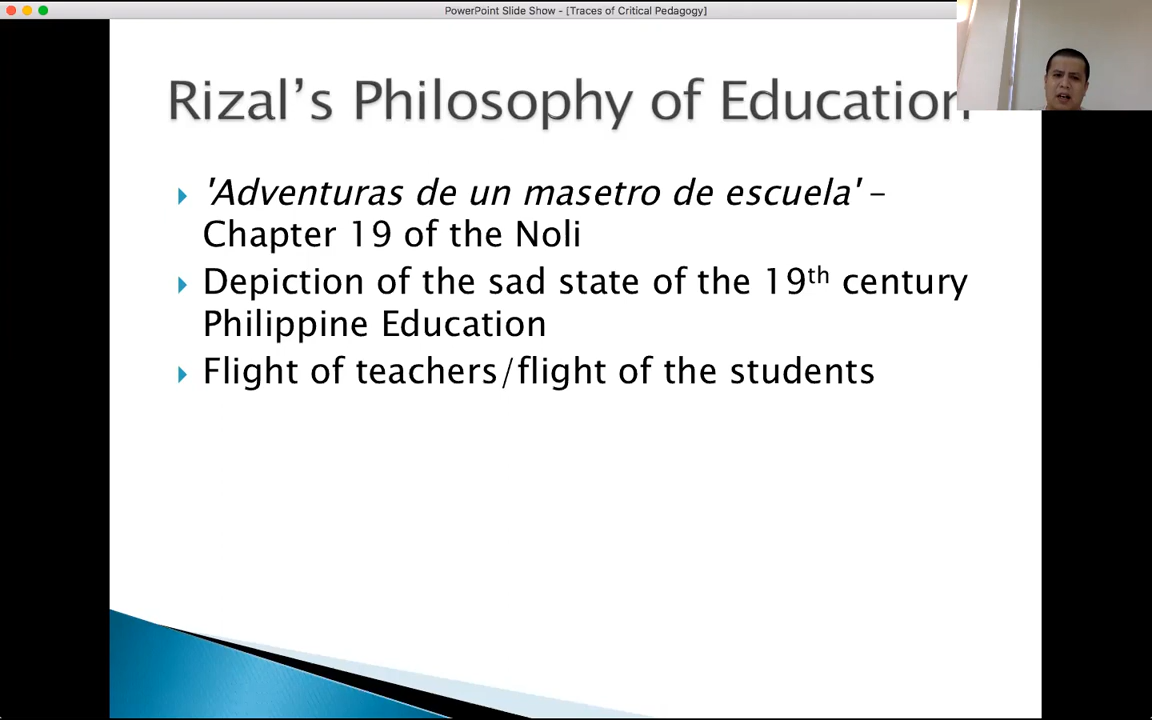 PowerPoint Slide Show - [Traces of Critical Pedagogy]
Rizal's Philosophy of Education
'Adventuras de un masetro de escuela' –
Chapter 19 of the Noli
Depiction of the sad state of the 19th century
Philippine Education
Flight of teachers/flight of the students